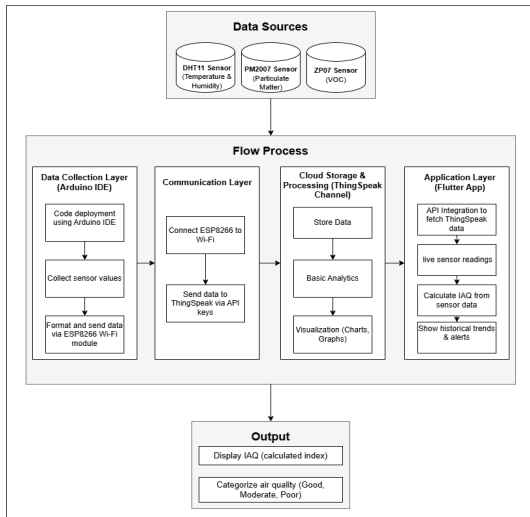 Data Sources
DHT11 Sensor
(Temperature &
Humidity)
PM2007 Sensor
(Particulate
Matter)
ZP07 Sensor
(VOC)
Flow Process
Data Collection Layer
(Arduino IDE)
Code deployment
using Arduino IDE
Collect sensor
values
Format and send data
via ESP8266 Wi-Fi
module
Communication Layer
Connect ESP8266 to
Wi-Fi
Send data to
ThingSpeak via API
keys
Cloud Storage &
Processing (ThingSpeak
Channel)
Store Data
Basic Analytics
Visualization (Charts,
Graphs)
Application Layer
(Flutter App)
API Integration to
fetch ThingSpeak
data
live sensor readings
Calculate IAQ from
sensor data
Show historical trends
& alerts
Output
Display IAQ (calculated index)
Categorize air quality (Good,
Moderate, Poor)